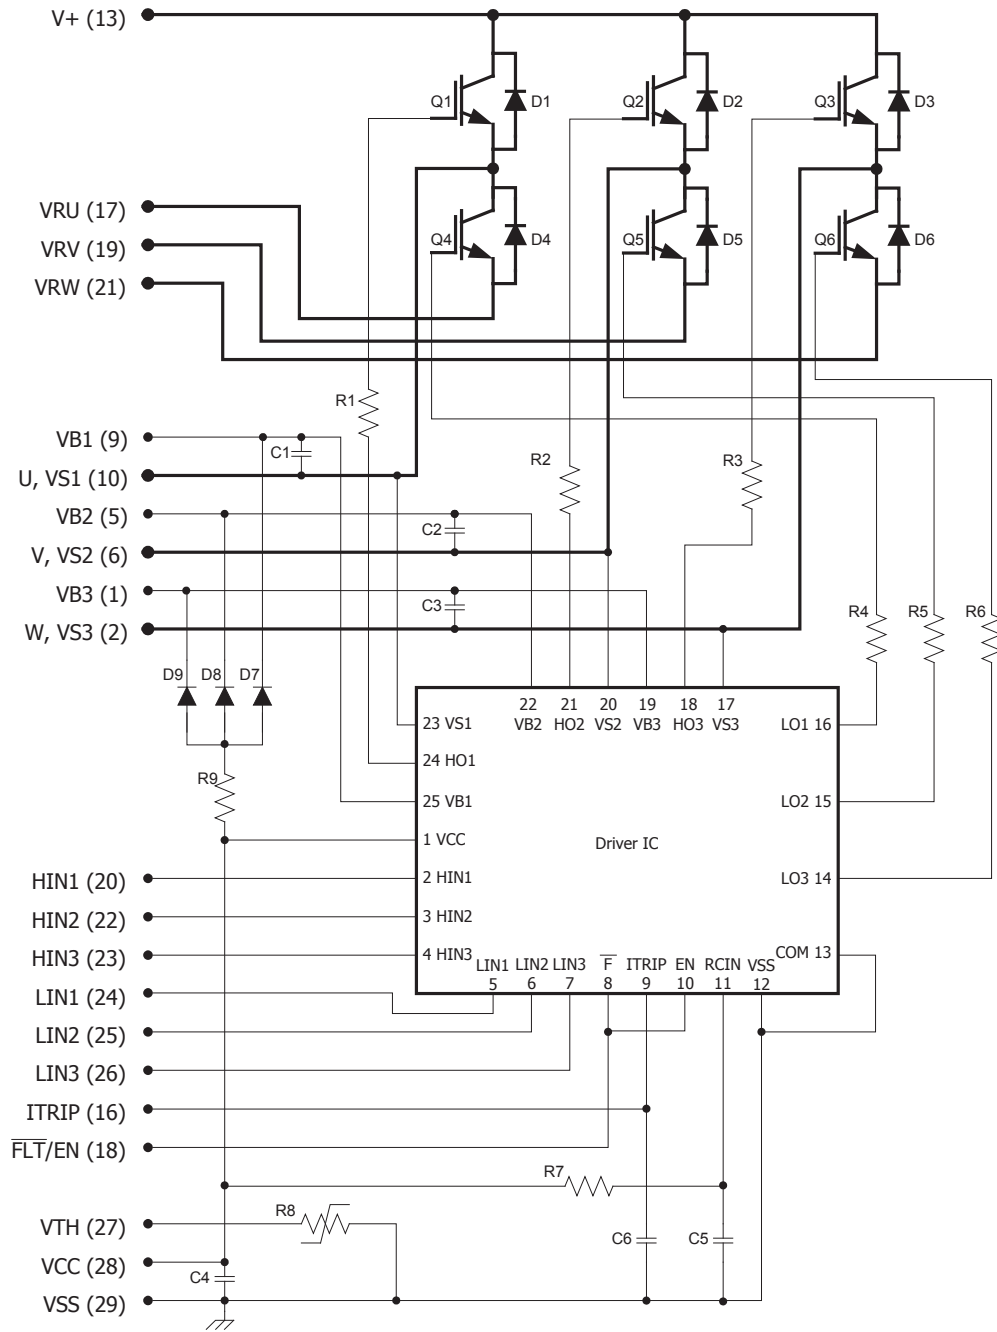 V+ (13)
Q1
D1
Q2
D2
Q3
D3
VRU (17)
VRV (19)
VRW (21)
Q4
D4
Q5
D5
Q6
D6
R1
R2
R3
VB1 (9)
C1
U, VS1 (10)
VB2 (5)
C2
V, VS2 (6)
VB3 (1)
C3
W, VS3 (2)
R4
R5
R6
D9
D8
D7
R9
22
VB2
21
HO2
20
VS2
19
VB3
18
HO3
17
VS3
23 VS1
24 HO1
25 VB1
1 VCC
2 HIN1
3 HIN2
4 HIN3
Driver IC
LO1 16
LO2 15
LO3 14
COM 13
LIN1
5
LIN2
6
LIN3
7
F̅
8
ITRIP
9
EN
10
RCIN
11
VSS
12
HIN1 (20)
HIN2 (22)
HIN3 (23)
LIN1 (24)
LIN2 (25)
LIN3 (26)
ITRIP (16)
F̅L̅T̅/EN (18)
R7
VTH (27)
R8
C6
C5
VCC (28)
C4
VSS (29)